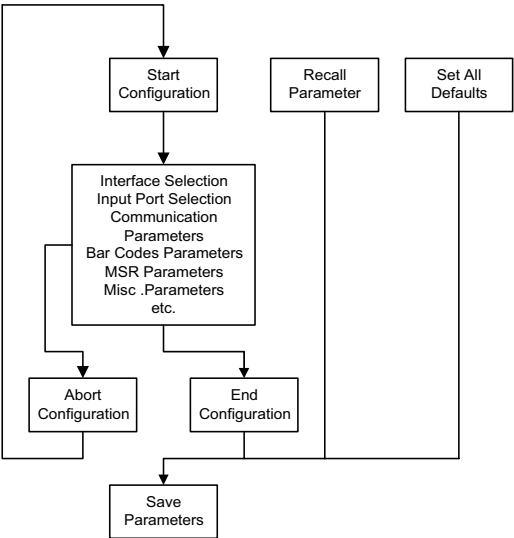 Start
Configuration
Recall
Parameter
Set All
Defaults
Interface Selection
Input Port Selection
Communication
Parameters
Bar Codes Parameters
MSR Parameters
Misc .Parameters
etc.
Abort
Configuration
End
Configuration
Save
Parameters